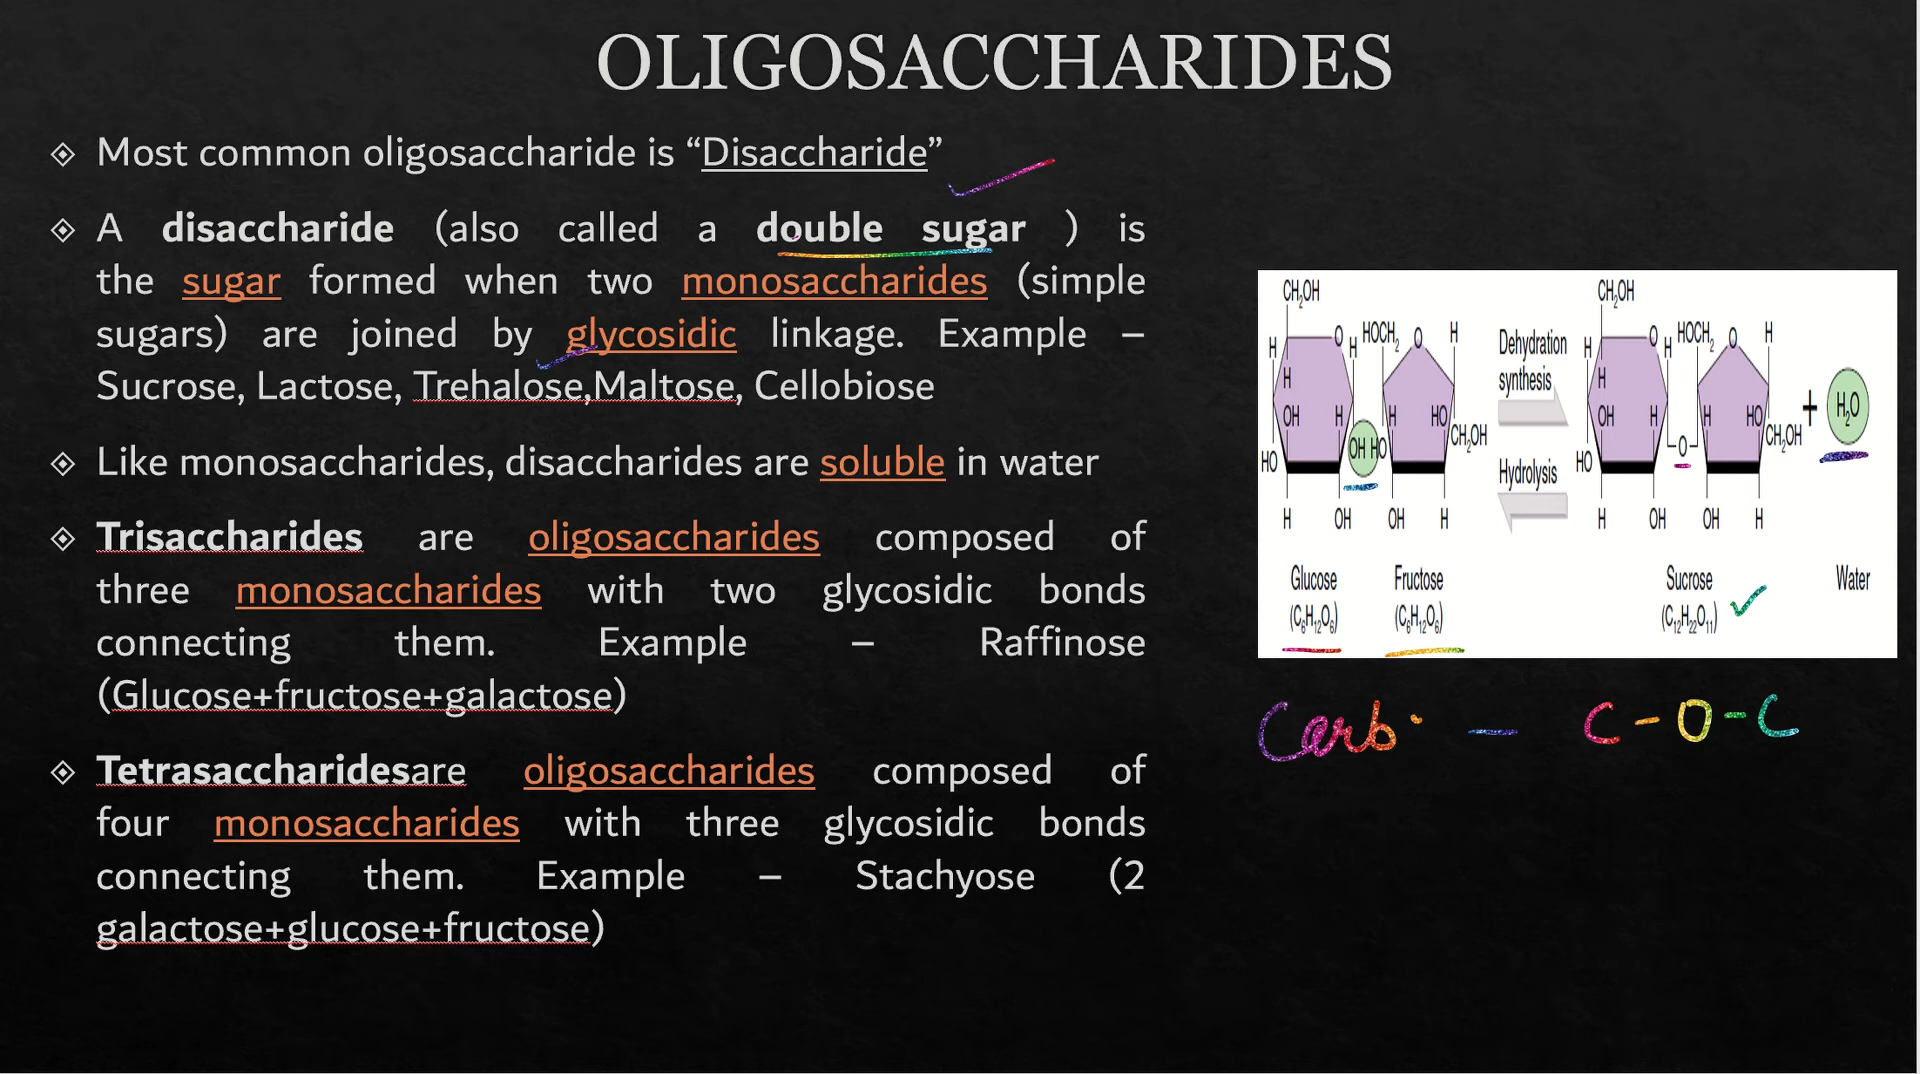 OLIGOSACCHARIDES
Most common oligosaccharide is “Disaccharide”
A disaccharide (also called a double sugar ) is
the sugar formed when two monosaccharides (simple
sugars) are joined by glycosidic linkage. Example –
Sucrose, Lactose, Trehalose,Maltose, Cellobiose
Like monosaccharides, disaccharides are soluble in water
Trisaccharides are oligosaccharides composed of
three monosaccharides with two glycosidic bonds
connecting them. Example – Raffinose
(Glucose+fructose+galactose)
Tetrasaccharidesare oligosaccharides composed of
four monosaccharides with three glycosidic bonds
connecting them. Example – Stachyose (2
galactose+glucose+fructose)
CH₂OH CH₂OH
H O H HOCH₂ O H Dehydration synthesis H O H HOCH₂ O H
H H
OH H H HO OH H H HO + H₂O
HO OH HO CH₂OH Hydrolysis HO O CH₂OH
H OH OH H H OH OH H
Glucose Fructose Sucrose Water
(C₆H₁₂O₆) (C₆H₁₂O₆) (C₁₂H₂₂O₁₁)
Carb. – C-O-C